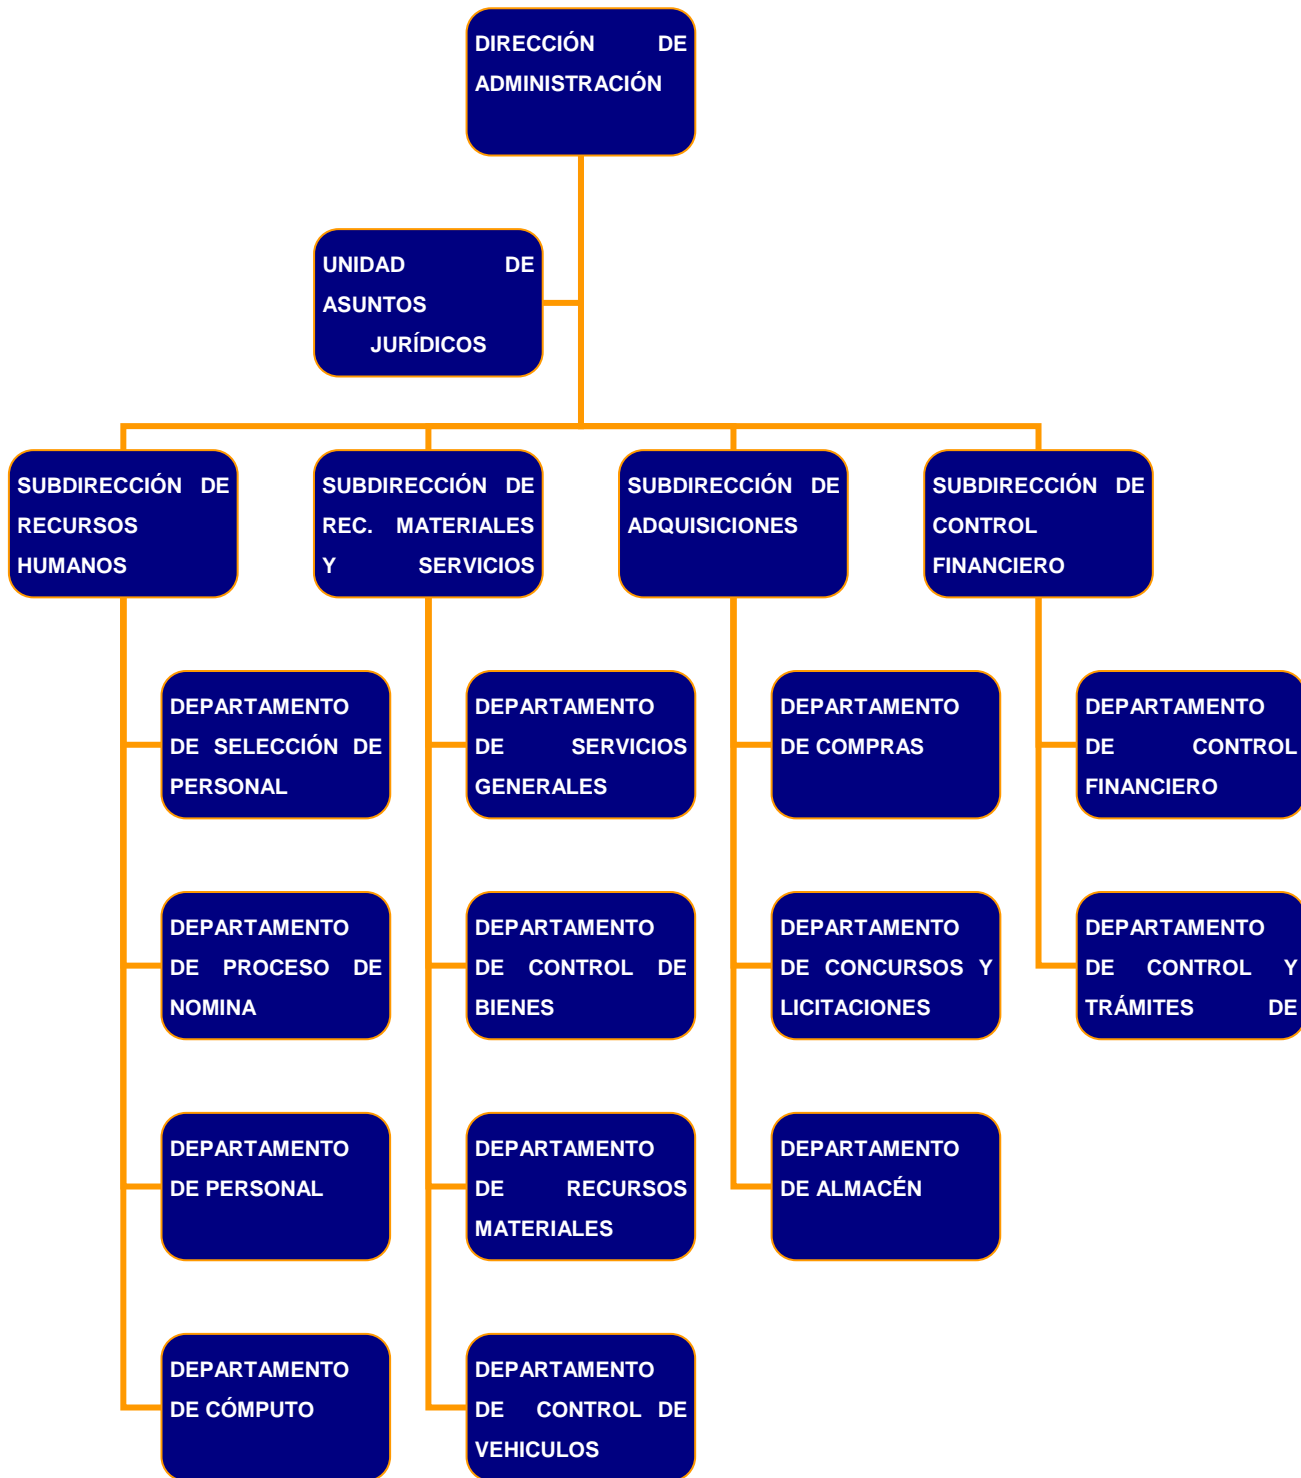 DIRECCIÓN DE
ADMINISTRACIÓN
UNIDAD DE
ASUNTOS
JURÍDICOS
SUBDIRECCIÓN DE
RECURSOS
HUMANOS
SUBDIRECCIÓN DE
REC. MATERIALES
Y SERVICIOS
SUBDIRECCIÓN DE
ADQUISICIONES
SUBDIRECCIÓN DE
CONTROL
FINANCIERO
DEPARTAMENTO
DE SELECCIÓN DE
PERSONAL
DEPARTAMENTO
DE SERVICIOS
GENERALES
DEPARTAMENTO
DE COMPRAS
DEPARTAMENTO
DE CONTROL
FINANCIERO
DEPARTAMENTO
DE PROCESO DE
NOMINA
DEPARTAMENTO
DE CONTROL DE
BIENES
DEPARTAMENTO
DE CONCURSOS Y
LICITACIONES
DEPARTAMENTO
DE CONTROL Y
TRÁMITES DE
DEPARTAMENTO
DE PERSONAL
DEPARTAMENTO
DE RECURSOS
MATERIALES
DEPARTAMENTO
DE ALMACÉN
DEPARTAMENTO
DE CÓMPUTO
DEPARTAMENTO
DE CONTROL DE
VEHICULOS